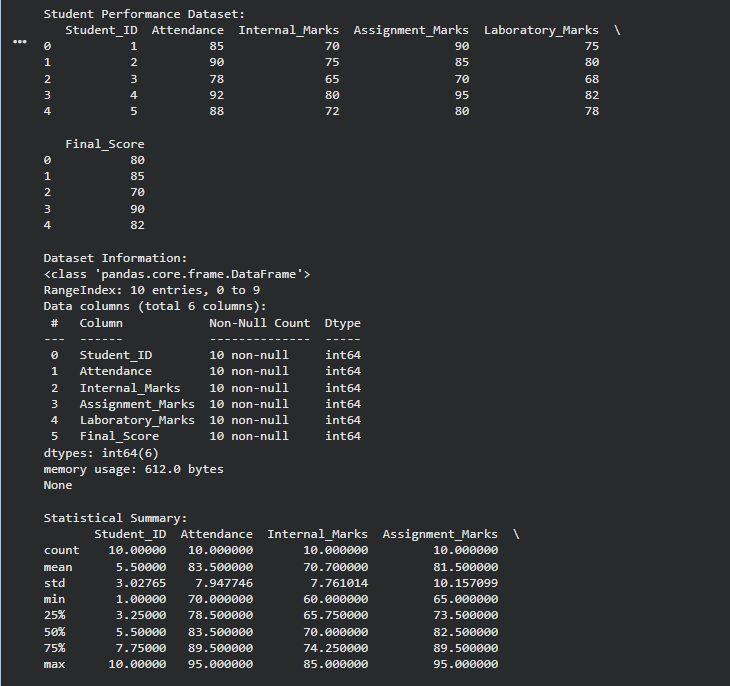 Student Performance Dataset:
   Student_ID  Attendance  Internal_Marks  Assignment_Marks  Laboratory_Marks  \
0           1          85              70                90                75
1           2          90              75                85                80
2           3          78              65                70                68
3           4          92              80                95                82
4           5          88              72                80                78

   Final_Score
0           80
1           85
2           70
3           90
4           82

Dataset Information:
<class 'pandas.core.frame.DataFrame'>
RangeIndex: 10 entries, 0 to 9
Data columns (total 6 columns):
 #   Column            Non-Null Count  Dtype
---  ------            --------------  -----
 0   Student_ID        10 non-null     int64
 1   Attendance        10 non-null     int64
 2   Internal_Marks    10 non-null     int64
 3   Assignment_Marks  10 non-null     int64
 4   Laboratory_Marks  10 non-null     int64
 5   Final_Score       10 non-null     int64
dtypes: int64(6)
memory usage: 612.0 bytes
None

Statistical Summary:
       Student_ID  Attendance  Internal_Marks  Assignment_Marks  \
count    10.00000   10.000000       10.000000         10.000000
mean      5.50000   83.500000       70.700000         81.500000
std       3.02765    7.947746        7.761014         10.157099
min       1.00000   70.000000       60.000000         65.000000
25%       3.25000   78.500000       65.750000         73.500000
50%       5.50000   83.500000       70.000000         82.500000
75%       7.75000   89.500000       74.250000         89.500000
max      10.00000   95.000000       85.000000         95.000000